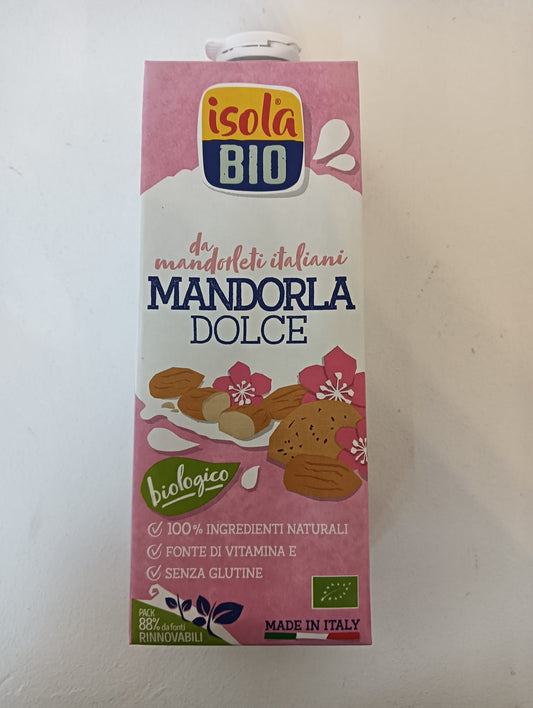 isola®
BIO
da
mandorleti italiani
MANDORLA
DOLCE
biologico
100% INGREDIENTI NATURALI
FONTE DI VITAMINA E
SENZA GLUTINE
PACK
88% da fonti
RINNOVABILI
MADE IN ITALY